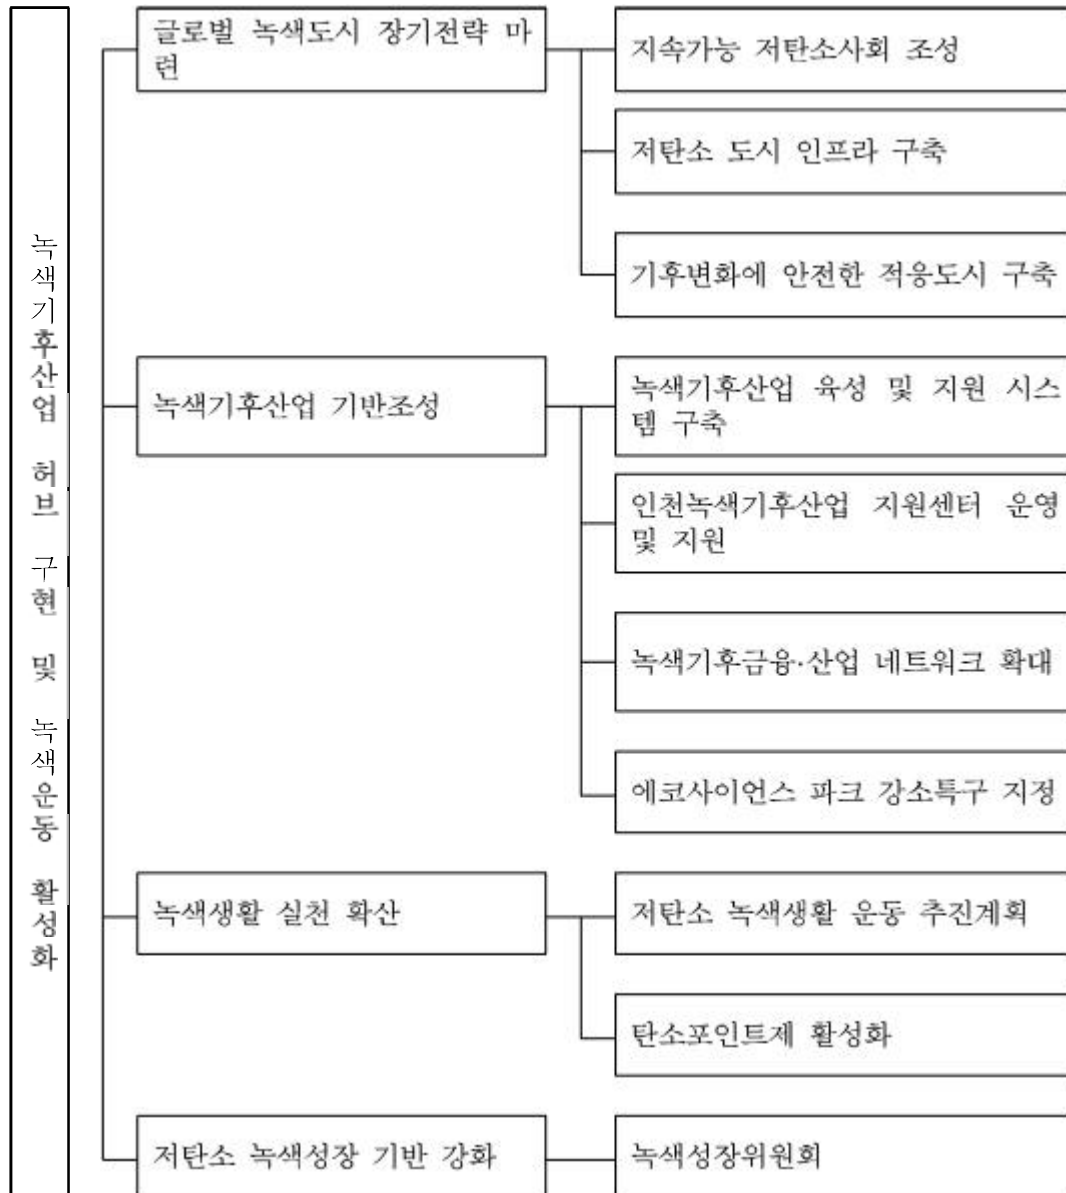 녹색기후산업 허브 구현 및 녹색운동 활성화
글로벌 녹색도시 장기전략 마
련
지속가능 저탄소사회 조성
저탄소 도시 인프라 구축
기후변화에 안전한 적응도시 구축
녹색기후산업 기반조성
녹색기후산업 육성 및 지원 시스
템 구축
인천녹색기후산업 지원센터 운영
및 지원
녹색기후금융·산업 네트워크 확대
에코사이언스 파크 강소특구 지정
녹색생활 실천 확산
저탄소 녹색생활 운동 추진계획
탄소포인트제 활성화
저탄소 녹색성장 기반 강화
녹색성장위원회